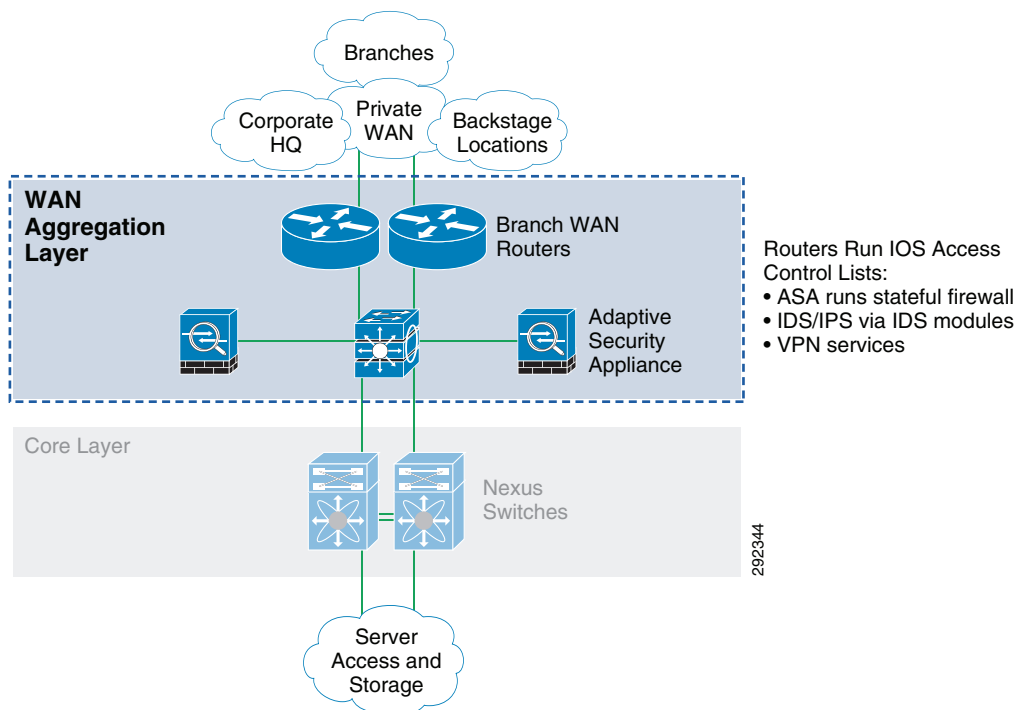 Branches
Corporate
HQ
Private
WAN
Backstage
Locations
WAN
Aggregation
Layer
Branch WAN
Routers
Adaptive
Security
Appliance
Routers Run IOS Access
Control Lists:
• ASA runs stateful firewall
• IDS/IPS via IDS modules
• VPN services
Core Layer
Nexus
Switches
292344
Server
Access and
Storage